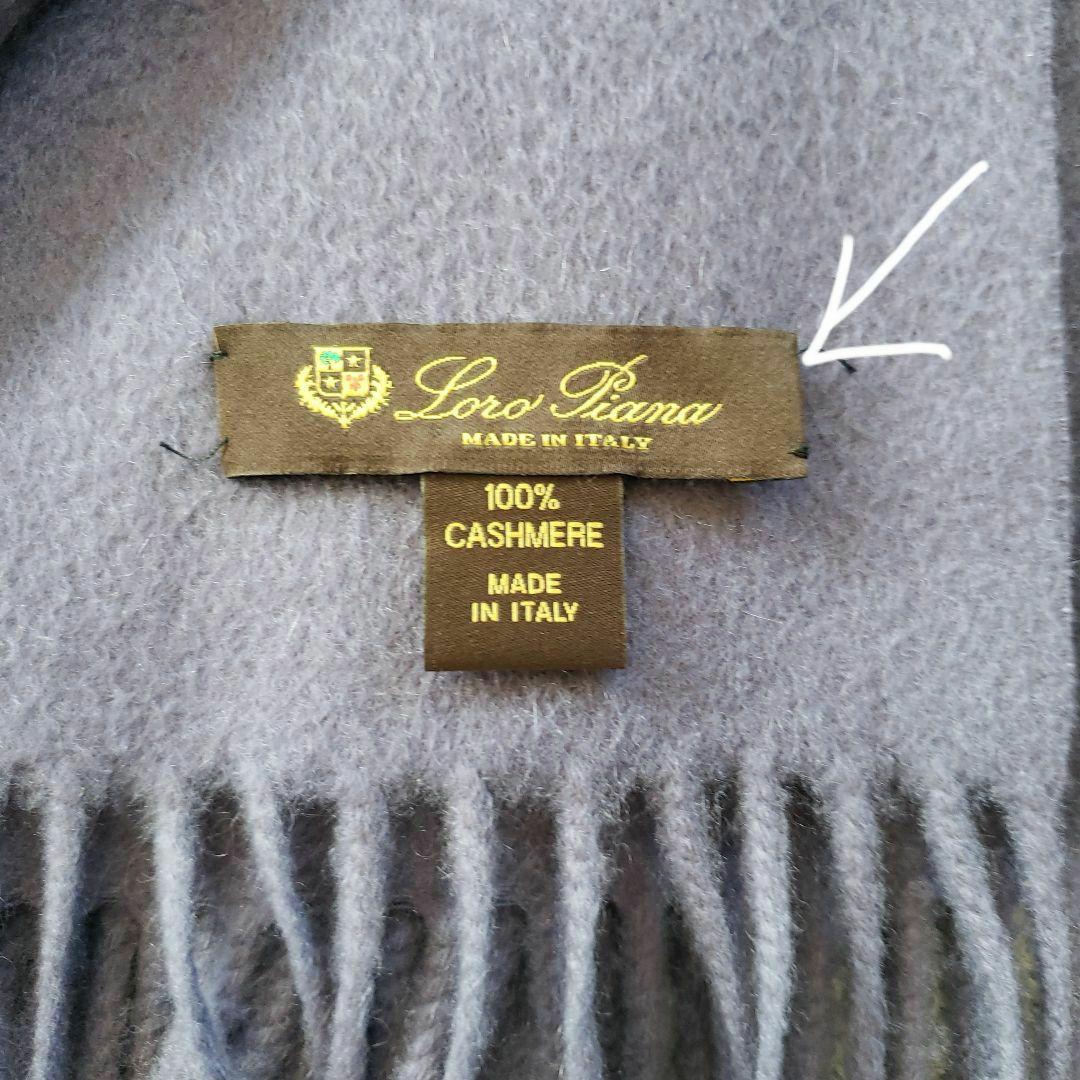 Loro Piana
MADE IN ITALY
100%
CASHMERE
MADE
IN ITALY